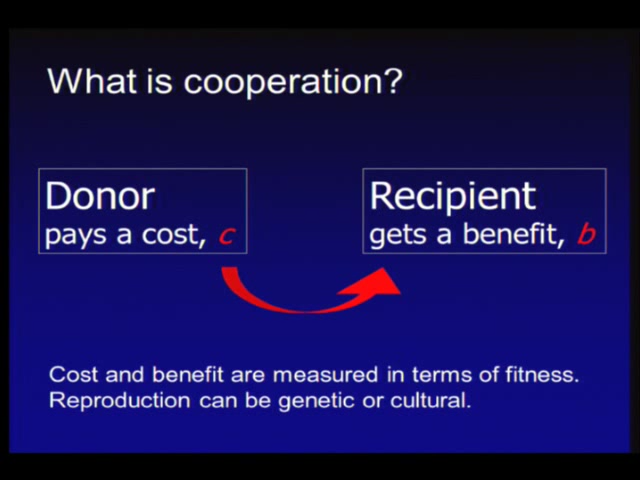 What is cooperation?
Donor
pays a cost, c
Recipient
gets a benefit, b
Cost and benefit are measured in terms of fitness.
Reproduction can be genetic or cultural.